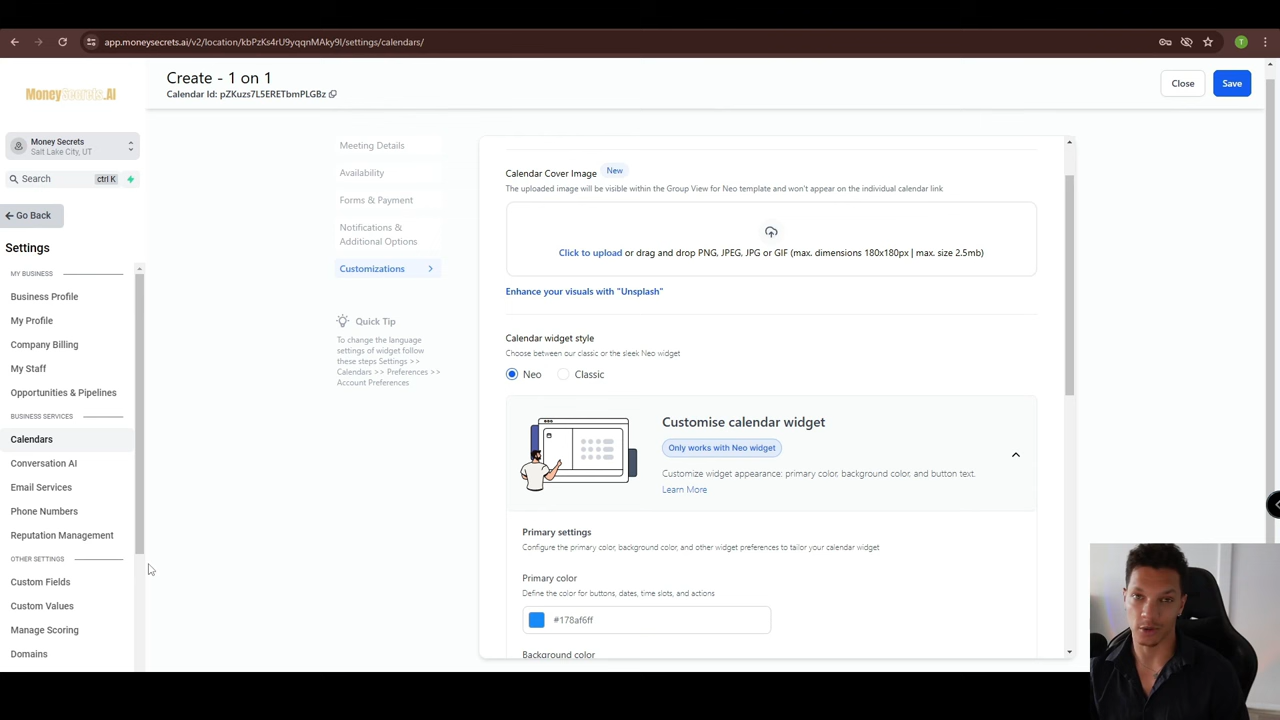 app.moneysecrets.ai/v2/location/kbPzKs4rU9yqqnMAky9l/settings/calendars/
T
MoneySecrets.AI
Money Secrets
Salt Lake City, UT
Search
ctrl K
Go Back
Settings
MY BUSINESS
Business Profile
My Profile
Company Billing
My Staff
Opportunities & Pipelines
BUSINESS SERVICES
Calendars
Conversation AI
Email Services
Phone Numbers
Reputation Management
OTHER SETTINGS
Custom Fields
Custom Values
Manage Scoring
Domains
Create - 1 on 1
Calendar Id: pZKuzs7L5ERETbmPLGBz
Close
Save
Meeting Details
Availability
Forms & Payment
Notifications &
Additional Options
Customizations
Quick Tip
To change the language
settings of widget follow
these steps Settings >>
Calendars >> Preferences >>
Account Preferences
Calendar Cover Image New
The uploaded image will be visible within the Group View for Neo template and won't appear on the individual calendar link
Click to upload or drag and drop PNG, JPEG, JPG or GIF (max. dimensions 180x180px | max. size 2.5mb)
Enhance your visuals with "Unsplash"
Calendar widget style
Choose between our classic or the sleek Neo widget
Neo
Classic
Customise calendar widget
Only works with Neo widget
Customize widget appearance: primary color, background color, and button text.
Learn More
Primary settings
Configure the primary color, background color, and other widget preferences to tailor your calendar widget
Primary color
Define the color for buttons, dates, time slots, and actions
#178af6ff
Background color